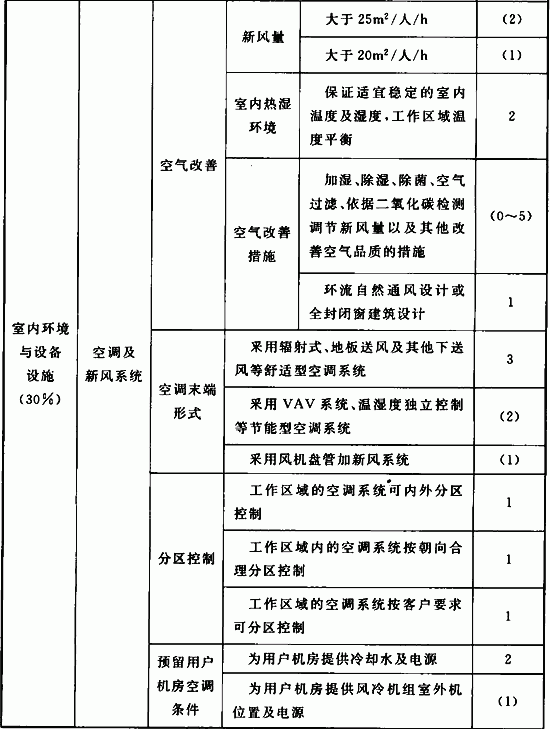 室内环境
与设备
设施
(30%)
空调及
新风系统
空气改善
新风量
大于25m²/人/h
(2)
大于20m²/人/h
(1)
室内热湿
环境
保证适宜稳定的室内
温度及湿度,工作区域温
度平衡
2
空气改善
措施
加湿、除湿、除菌、空气
过滤、依据二氧化碳检测
调节新风量以及其他改
善空气品质的措施
(0～5)
环流自然通风设计或
全封闭窗建筑设计
1
空调末端
形式
采用辐射式、地板送风及其他下送
风等舒适型空调系统
3
采用VAV系统、温湿度独立控制
等节能型空调系统
(2)
采用风机盘管加新风系统
(1)
分区控制
工作区域的空调系统可内外分区
控制
1
工作区域内的空调系统按朝向合
理分区控制
1
工作区域的空调系统按客户要求
可分区控制
1
预留用户
机房空调
条件
为用户机房提供冷却水及电源
2
为用户机房提供风冷机组室外机
位置及电源
(1)